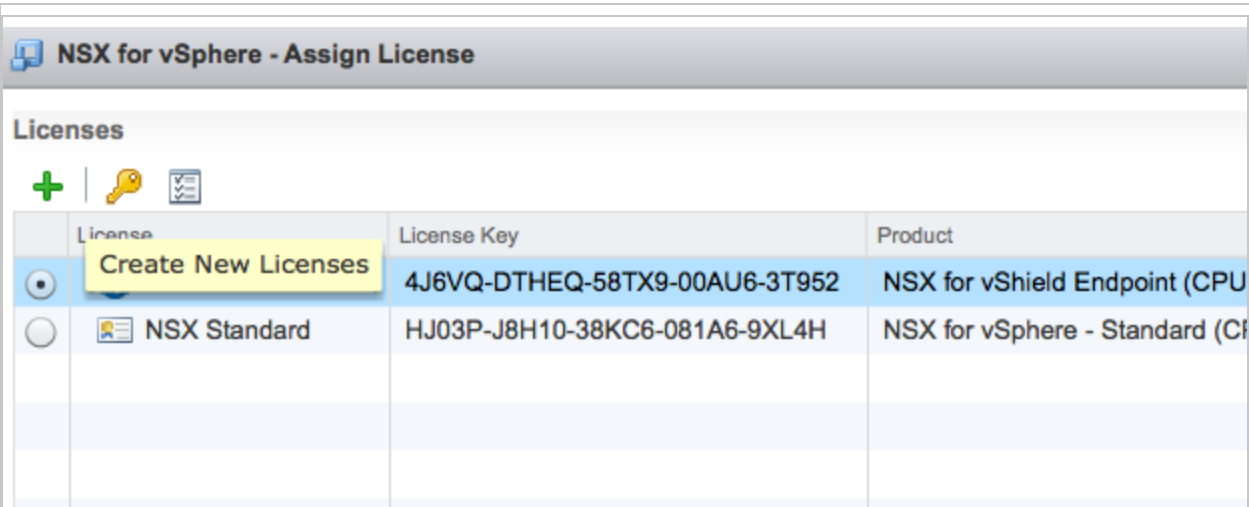 NSX for vSphere - Assign License
Licenses
License License Key Product
Create New Licenses
4J6VQ-DTHEQ-58TX9-00AU6-3T952 NSX for vShield Endpoint (CPU
NSX Standard HJ03P-J8H10-38KC6-081A6-9XL4H NSX for vSphere - Standard (CP